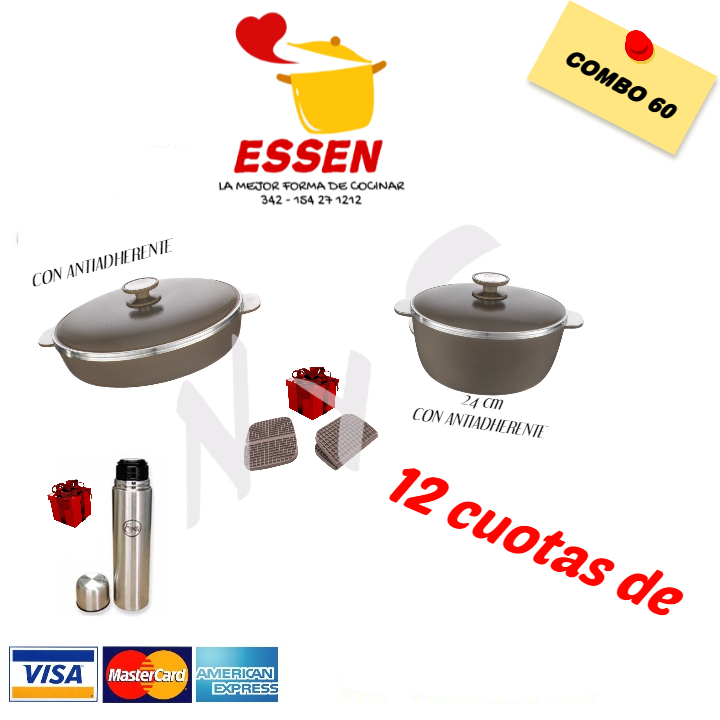 COMBO 60
ESSEN
LA MEJOR FORMA DE COCINAR
342 - 154 27 1212
CON ANTIADHERENTE
24 cm
CON ANTIADHERENTE
12 cuotas de
VISA
MasterCard
AMERICAN
EXPRESS